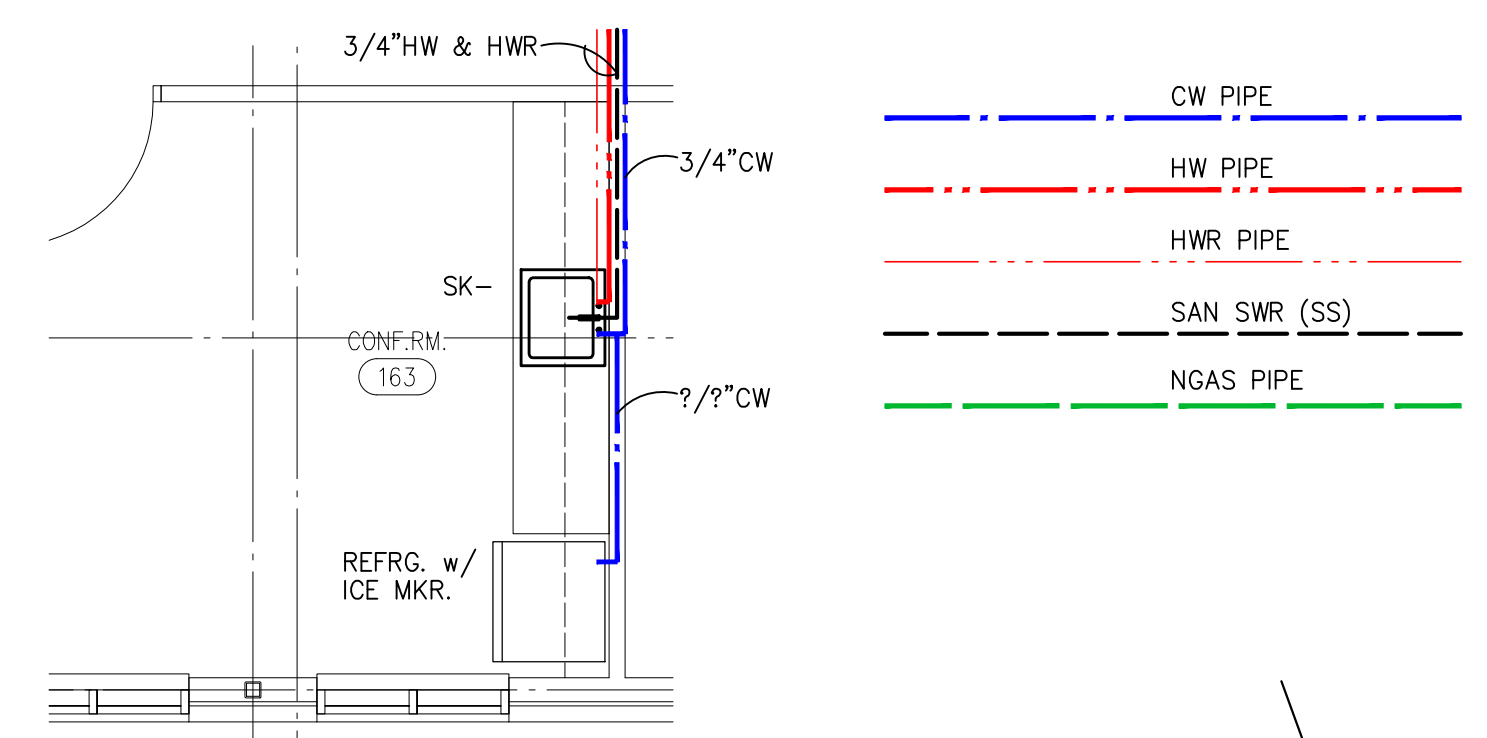 3/4”HW & HWR
3/4”CW
SK-
CONF.RM.
163
?/?”CW
REFRG. w/
ICE MKR.
CW PIPE
HW PIPE
HWR PIPE
SAN SWR (SS)
NGAS PIPE